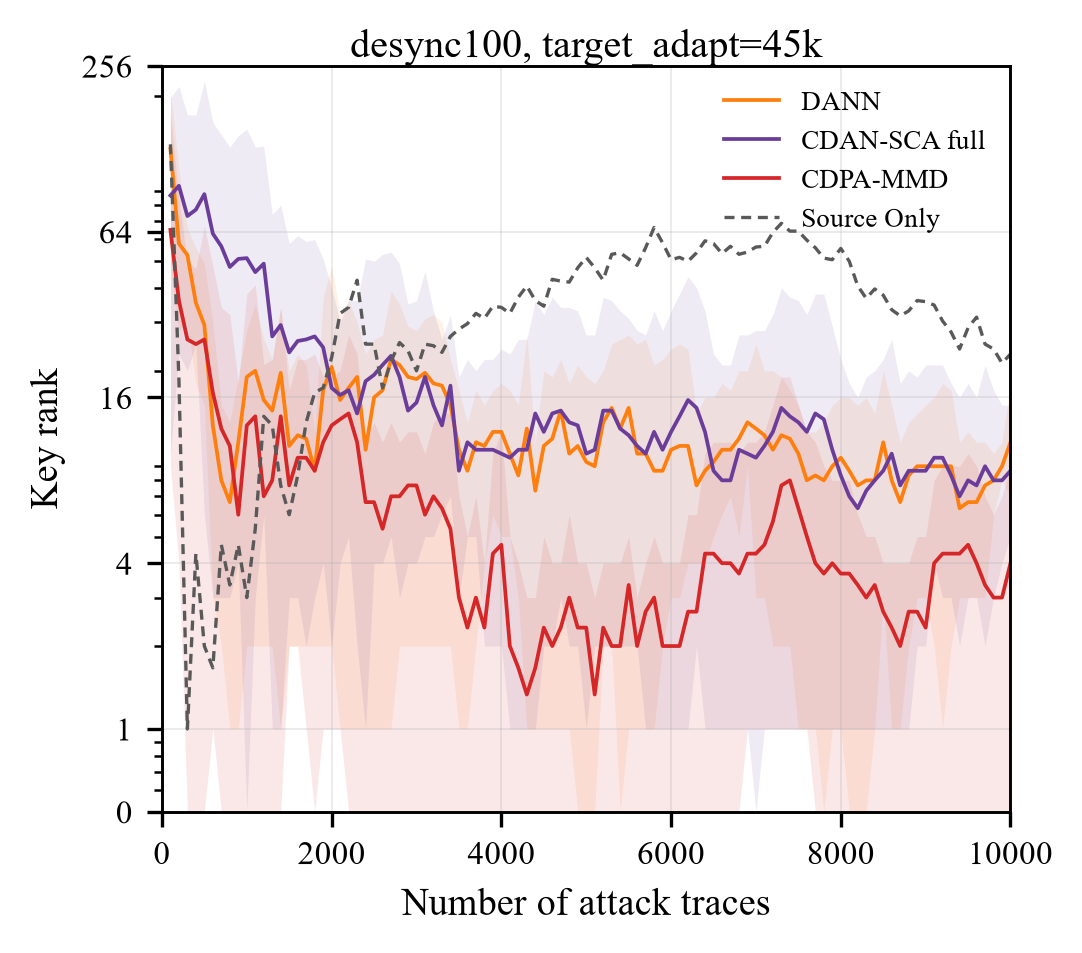 desync100, target_adapt=45k
256
64
16
4
1
0
Key rank
DANN
CDAN-SCA full
CDPA-MMD
Source Only
0 2000 4000 6000 8000 10000
Number of attack traces